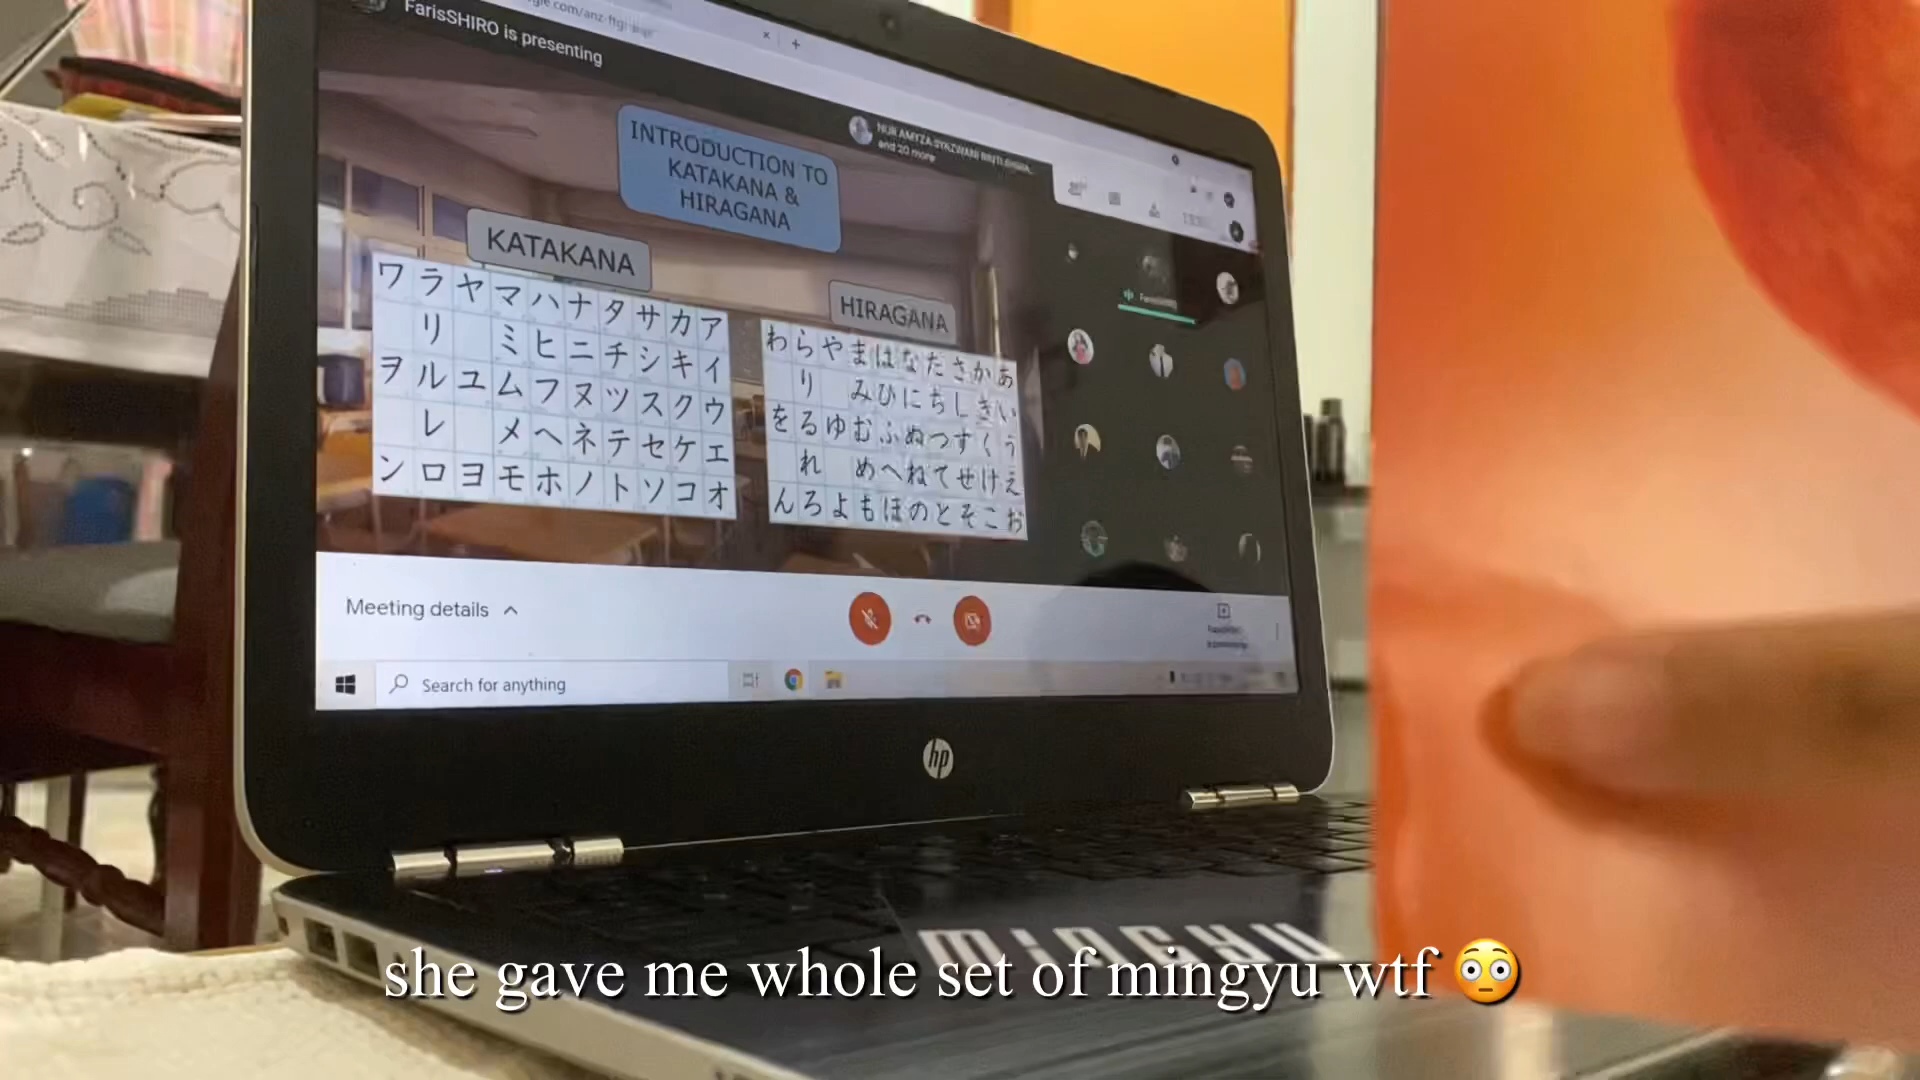 FarisSHIRO is presenting
and 20 more
INTRODUCTION TO
KATAKANA &
HIRAGANA
KATAKANA
ワラヤマハナタサカア
リ ミヒニチシキイ
ヲルユムフヌツスクウ
レ メヘネテセケエ
ンロヨモホノトソコオ
HIRAGANA
わらやまはなたさかあ
り みひにちしきい
をるゆむふぬつすくう
れ めへねてせけえ
んろよもほのとそこお
FarisSHIRO
Meeting details
Search for anything
hp
MINGYU
she gave me whole set of mingyu wtf 😳